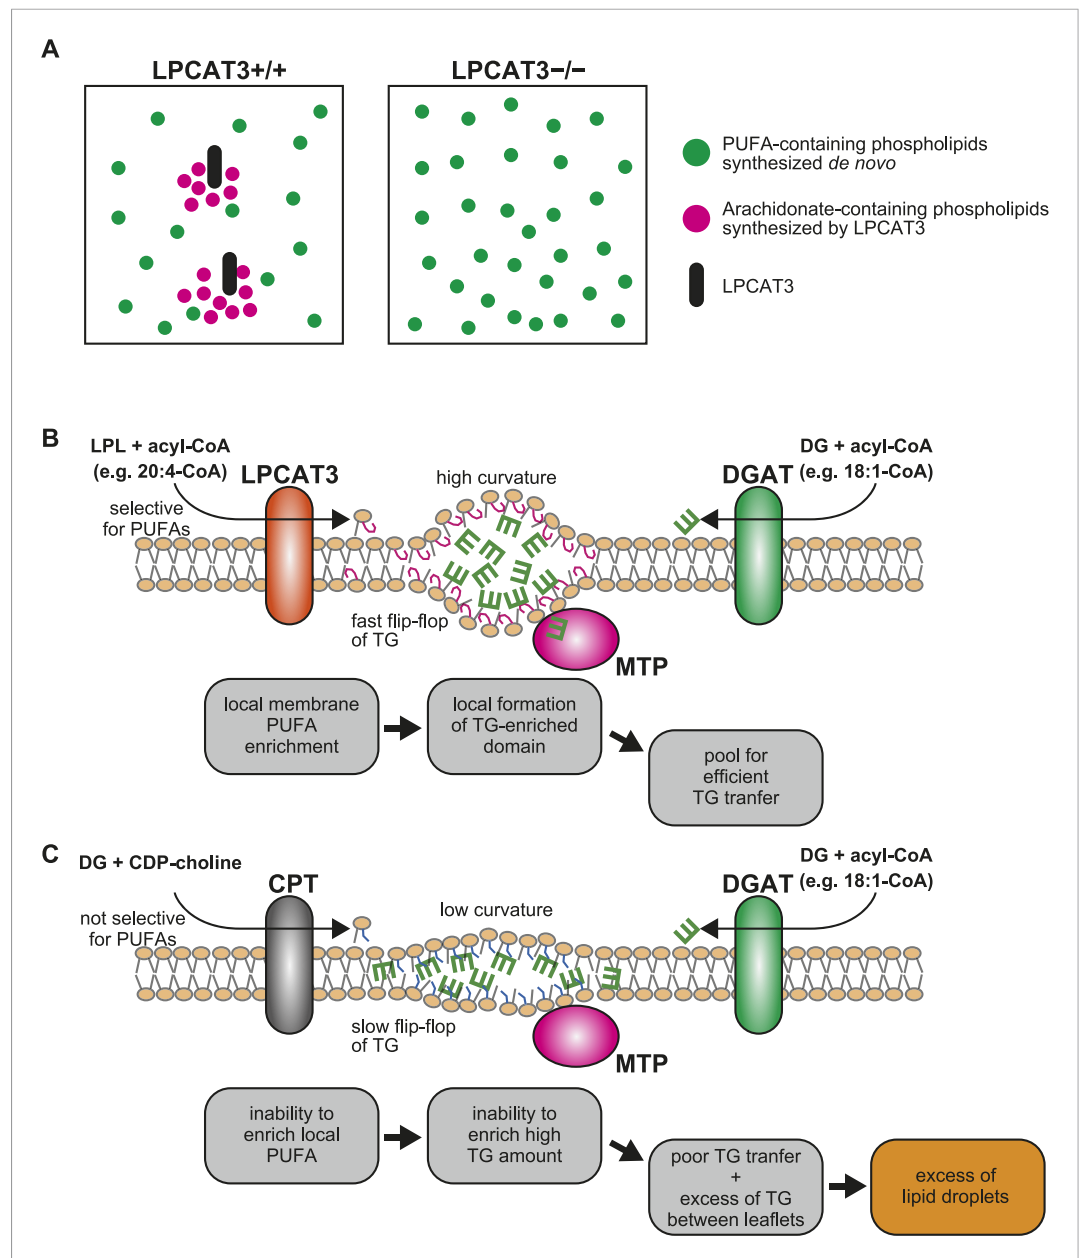 A
LPCAT3+/+
LPCAT3−/−
PUFA-containing phospholipids
synthesized de novo
Arachidonate-containing phospholipids
synthesized by LPCAT3
LPCAT3
B
LPL + acyl-CoA
(e.g. 20:4-CoA)
LPCAT3
selective
for PUFAs
high curvature
DG + acyl-CoA
(e.g. 18:1-CoA)
DGAT
fast flip-flop
of TG
MTP
local membrane
PUFA
enrichment
local formation
of TG-enriched
domain
pool for
efficient
TG tranfer
C
DG + CDP-choline
CPT
not selective
for PUFAs
low curvature
DG + acyl-CoA
(e.g. 18:1-CoA)
DGAT
slow flip-flop
of TG
MTP
inability to
enrich local
PUFA
inability to
enrich high
TG amount
poor TG tranfer
+
excess of TG
between leaflets
excess of
lipid droplets